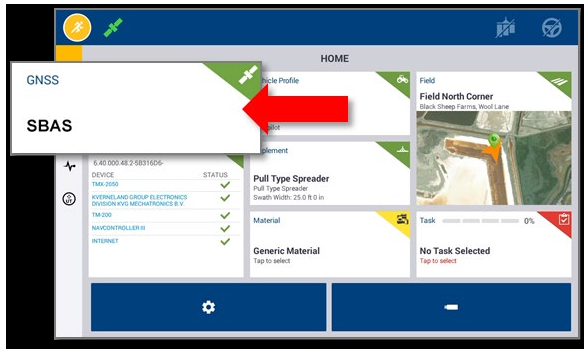 HOME
GNSS
SBAS
6.40.000.48.2-5B316D6-
DEVICE STATUS
TMX-2050
KVERNELAND GROUP ELECTRONICS
DIVISION KVG MECHATRONICS B.V.
TM-200
NAVCONTROLLER III
INTERNET
hicle Profile
pilot
plement
Pull Type Spreader
Pull Type Spreader
Swath Width: 25.0 ft 0 in
Material
Generic Material
Tap to select
Field
Field North Corner
Black Sheep Farms, Wool Lane
Task 0%
No Task Selected
Tap to select